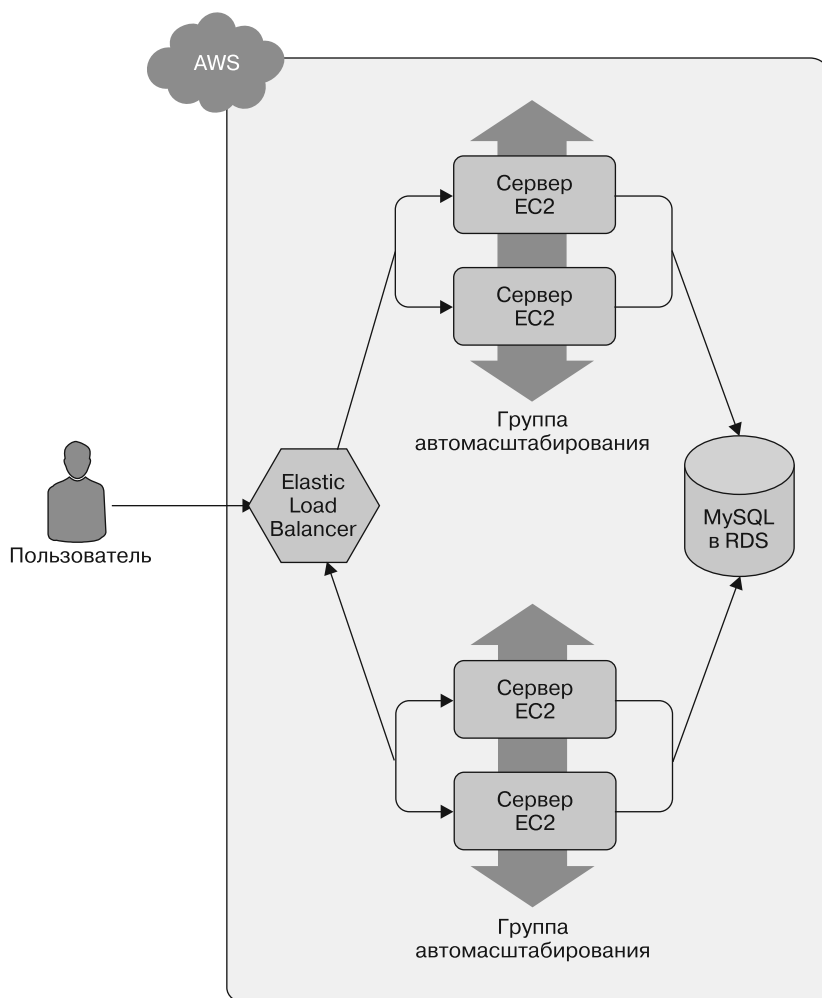 AWS
Сервер
EC2
Сервер
EC2
Группа
автомасштабирования
Elastic
Load
Balancer
MySQL
в RDS
Пользователь
Сервер
EC2
Сервер
EC2
Группа
автомасштабирования